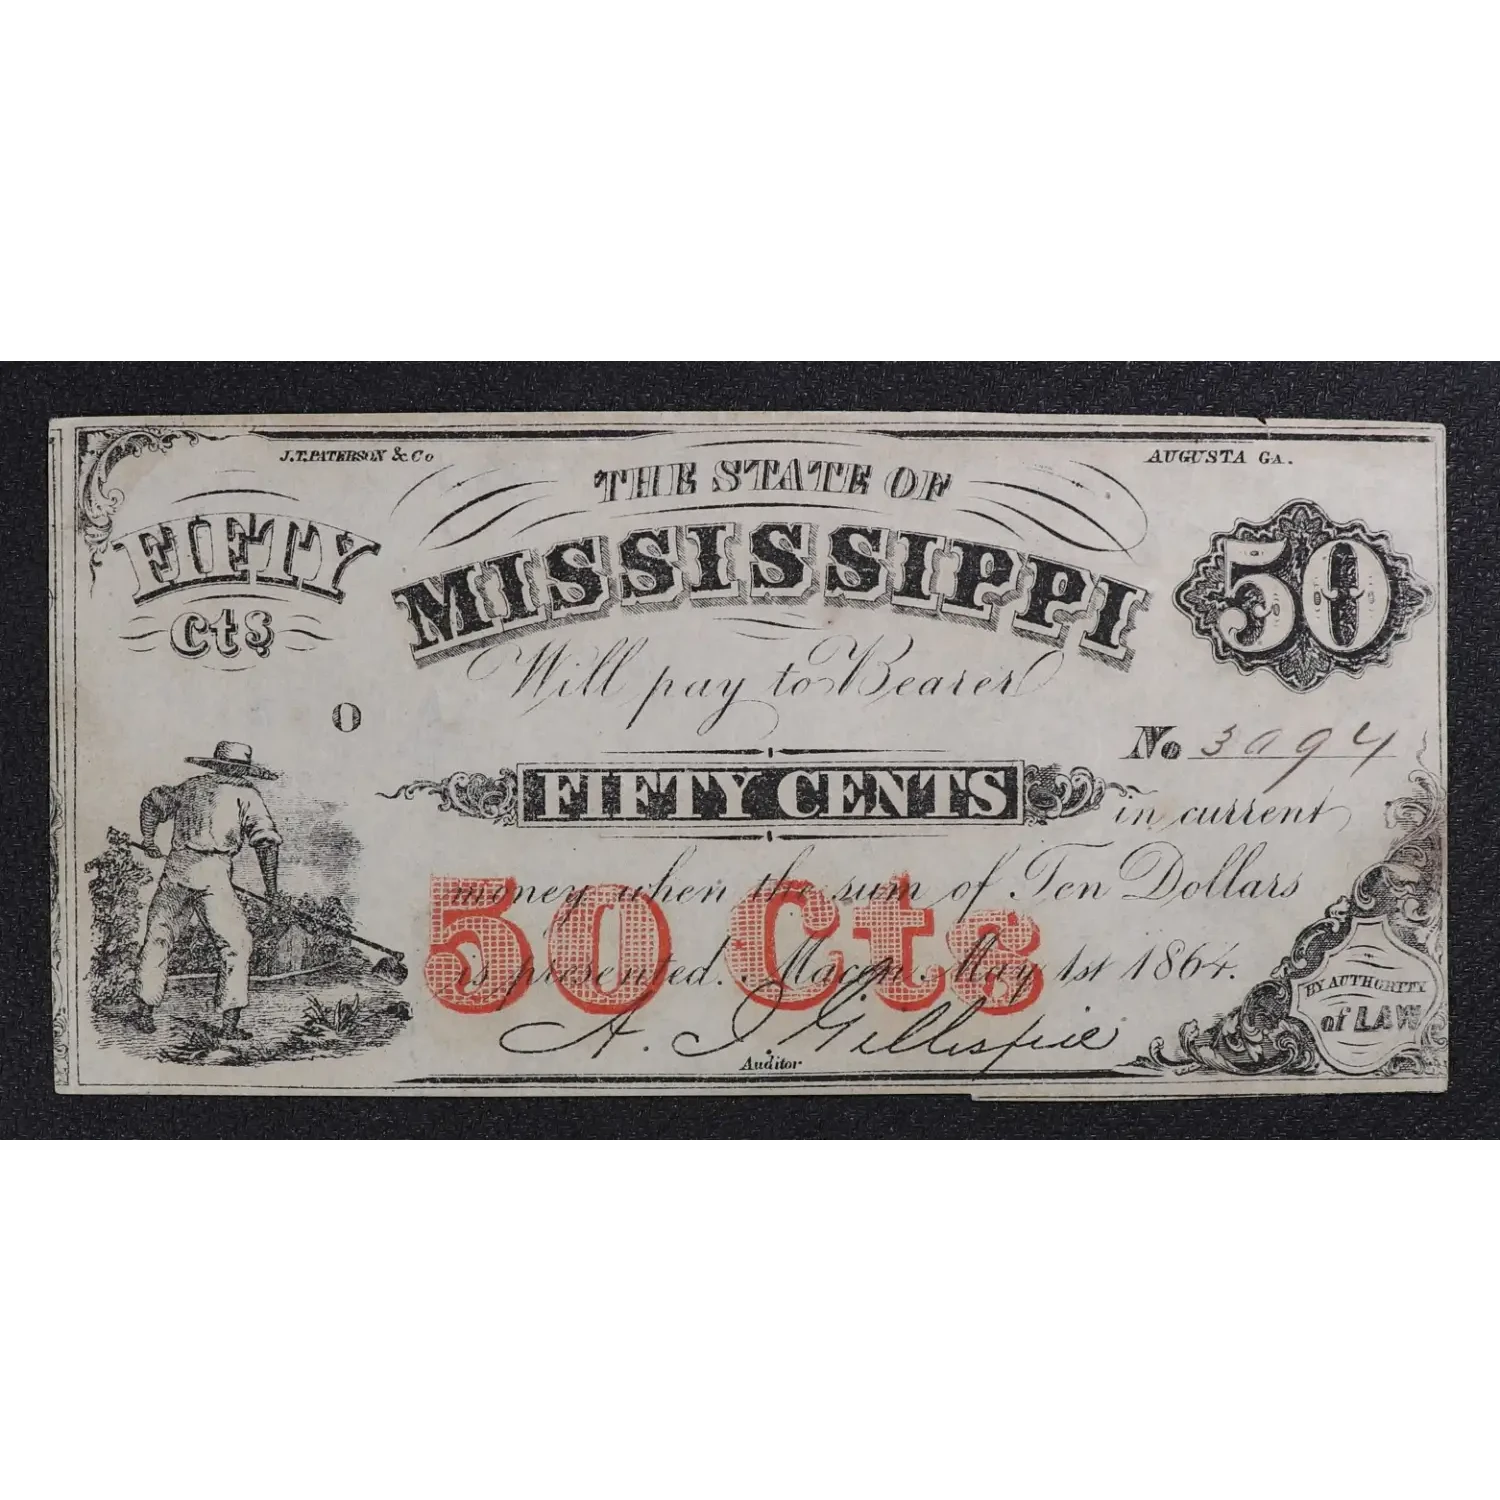 J.T. PATERSON & Co
AUGUSTA GA.
THE STATE OF
MISSISSIPPI
FIFTY
cts
50
Will pay to Bearer
O
No 3094
FIFTY CENTS
in current
money when the sum of Ten Dollars
is presented. Macon. May 1st 1864.
50 Cts
A. J. Gillespie
Auditor
BY AUTHORITY
of LAW